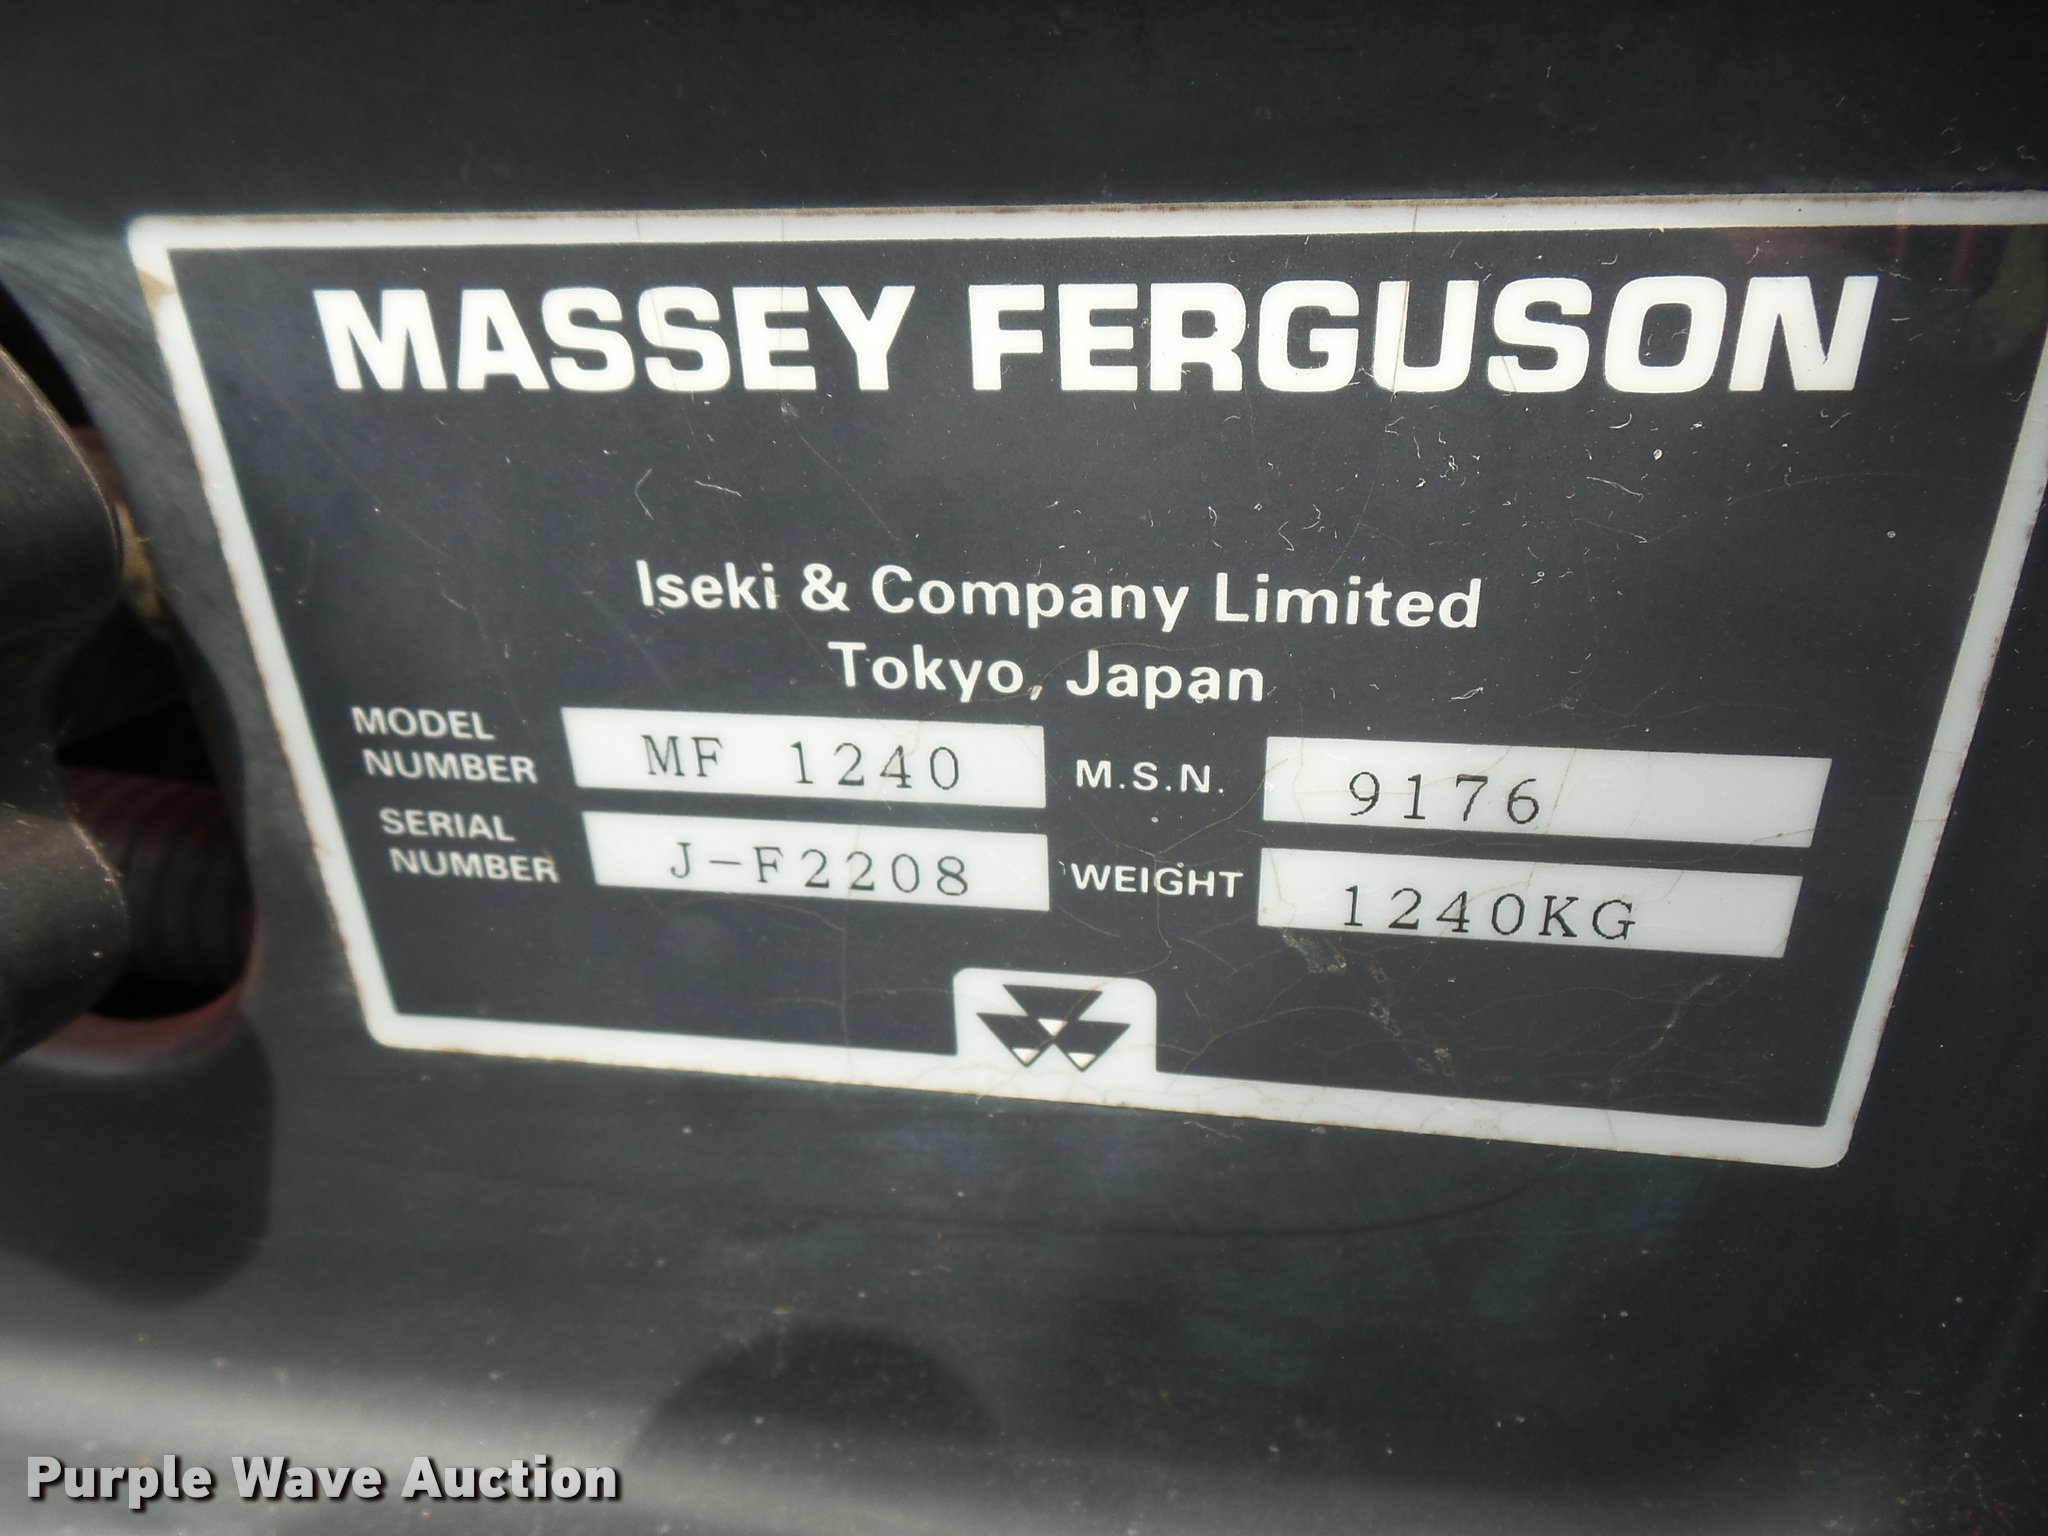 MASSEY FERGUSON
Iseki & Company Limited
Tokyo, Japan
MODEL NUMBER MF 1240 M.S.N. 9176
SERIAL NUMBER J-F2208 WEIGHT 1240KG
Purple Wave Auction